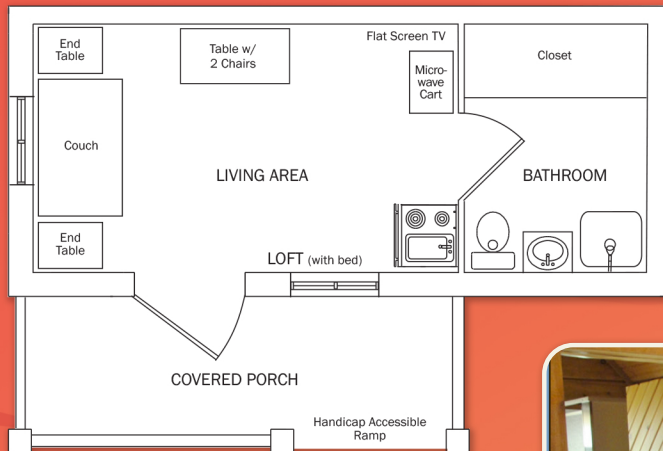 End
Table
Table w/
2 Chairs
Flat Screen TV
Micro-
wave
Cart
Closet
Couch
LIVING AREA
BATHROOM
End
Table
LOFT (with bed)
COVERED PORCH
Handicap Accessible
Ramp